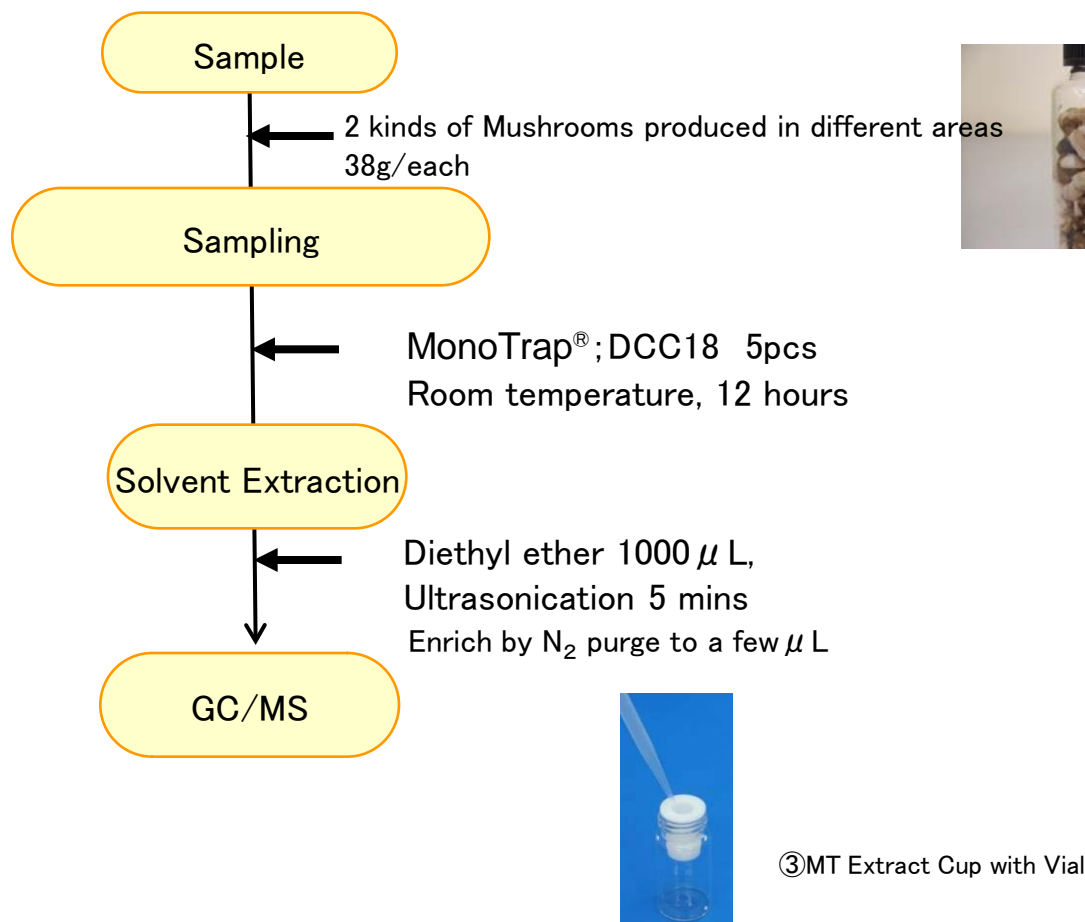 Sample
2 kinds of Mushrooms produced in different areas
38g/each
Sampling
MonoTrap®;DCC18 5pcs
Room temperature, 12 hours
Solvent Extraction
Diethyl ether 1000μL,
Ultrasonication 5 mins
Enrich by N₂ purge to a few μL
GC/MS
③MT Extract Cup with Vial